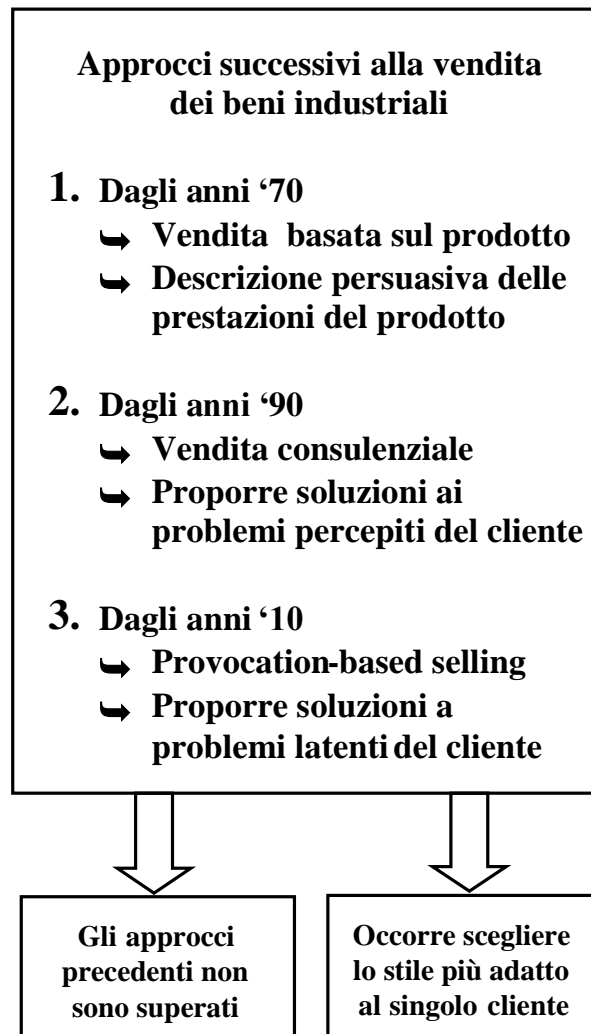 Approcci successivi alla vendita
dei beni industriali
1. Dagli anni ‘70
Vendita basata sul prodotto
Descrizione persuasiva delle
prestazioni del prodotto
2. Dagli anni ‘90
Vendita consulenziale
Proporre soluzioni ai
problemi percepiti del cliente
3. Dagli anni ‘10
Provocation-based selling
Proporre soluzioni a
problemi latenti del cliente
Gli approcci
precedenti non
sono superati
Occorre scegliere
lo stile più adatto
al singolo cliente